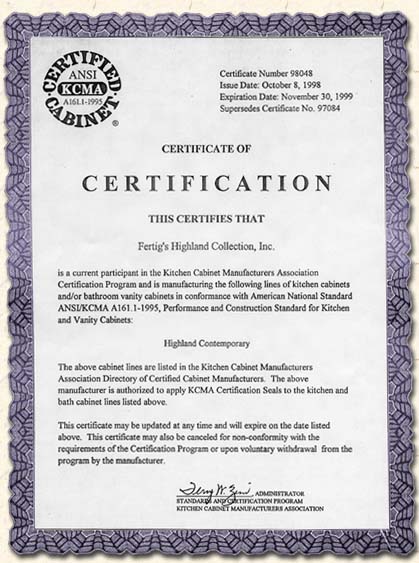 CERTIFIED
ANSI
KCMA
A161.1-1995
CABINET
®
Certificate Number 98048
Issue Date: October 8, 1998
Expiration Date: November 30, 1999
Supersedes Certificate No. 97084
CERTIFICATE OF
CERTIFICATION
THIS CERTIFIES THAT
Fertig's Highland Collection, Inc.
is a current participant in the Kitchen Cabinet Manufacturers Association
Certification Program and is manufacturing the following lines of kitchen cabinets
and/or bathroom vanity cabinets in conformance with American National Standard
ANSI/KCMA A161.1-1995, Performance and Construction Standard for Kitchen
and Vanity Cabinets:
Highland Contemporary
The above cabinet lines are listed in the Kitchen Cabinet Manufacturers
Association Directory of Certified Cabinet Manufacturers. The above
manufacturer is authorized to apply KCMA Certification Seals to the kitchen and
bath cabinet lines listed above.
This certificate may be updated at any time and will expire on the date listed
above. This certificate may also be canceled for non-conformity with the
requirements of the Certification Program or upon voluntary withdrawal from the
program by the manufacturer.
, ADMINISTRATOR
STANDARDS AND CERTIFICATION PROGRAM
KITCHEN CABINET MANUFACTURERS ASSOCIATION